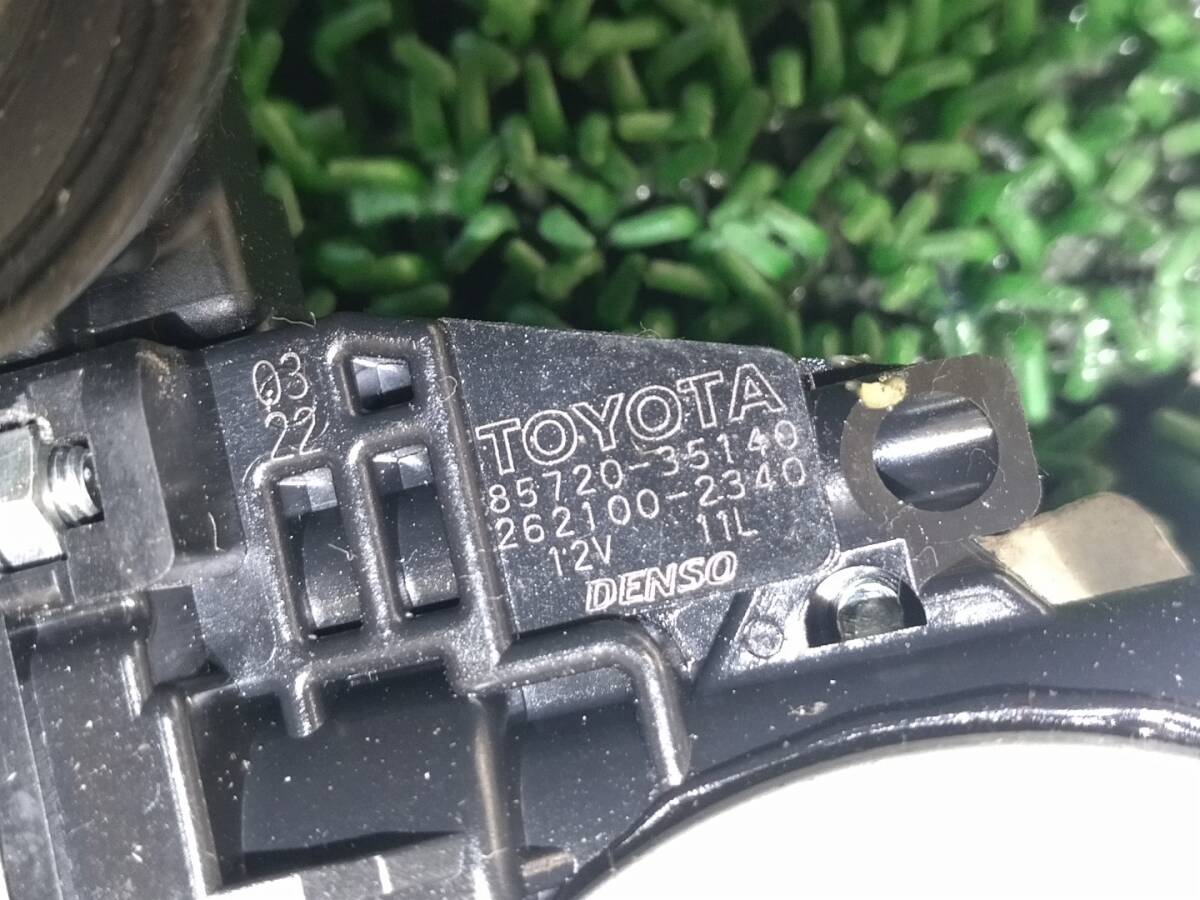 03
22
TOYOTA
85720-35140
262100-2340
12V 11L
DENSO